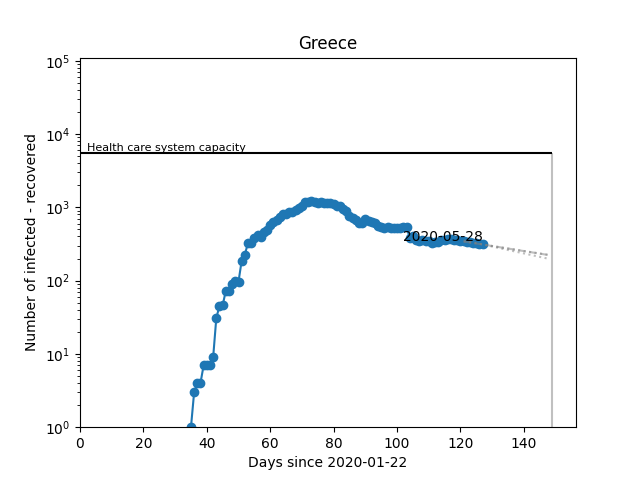 Greece
Number of infected - recovered
10^5
10^4
10^3
10^2
10^1
10^0
Health care system capacity
2020-05-28
0 20 40 60 80 100 120 140
Days since 2020-01-22